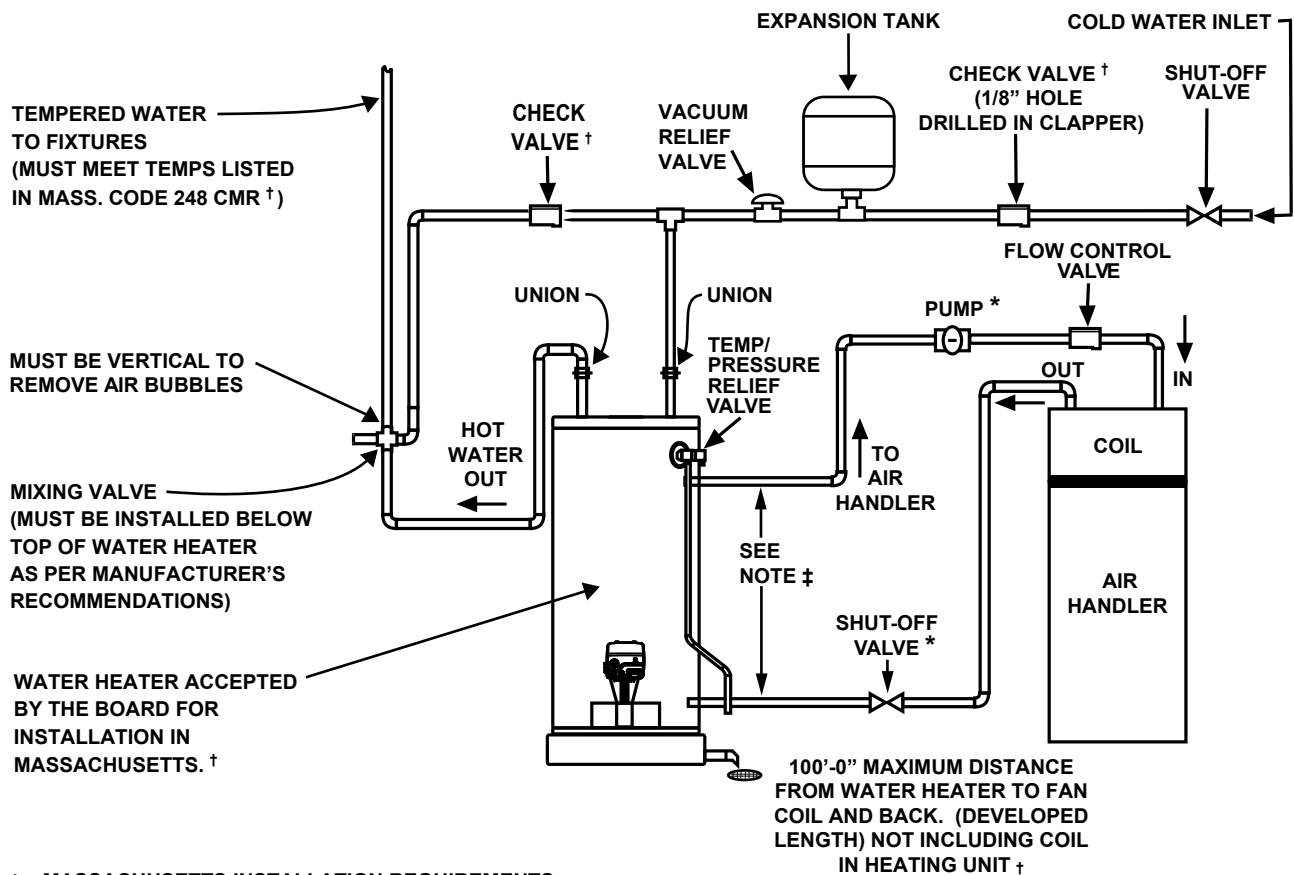 EXPANSION TANK
COLD WATER INLET
TEMPERED WATER
TO FIXTURES
(MUST MEET TEMPS LISTED
IN MASS. CODE 248 CMR †)
CHECK
VALVE †
VACUUM
RELIEF
VALVE
CHECK VALVE †
(1/8” HOLE
DRILLED IN CLAPPER)
SHUT-OFF
VALVE
FLOW CONTROL
VALVE
UNION
UNION
PUMP *
TEMP/
PRESSURE
RELIEF
VALVE
OUT
IN
MUST BE VERTICAL TO
REMOVE AIR BUBBLES
HOT
WATER
OUT
TO
AIR
HANDLER
COIL
MIXING VALVE
(MUST BE INSTALLED BELOW
TOP OF WATER HEATER
AS PER MANUFACTURER’S
RECOMMENDATIONS)
SEE
NOTE ‡
AIR
HANDLER
SHUT-OFF
VALVE *
WATER HEATER ACCEPTED
BY THE BOARD FOR
INSTALLATION IN
MASSACHUSETTS. †
100’-0” MAXIMUM DISTANCE
FROM WATER HEATER TO FAN
COIL AND BACK. (DEVELOPED
LENGTH) NOT INCLUDING COIL
IN HEATING UNIT †
MASSACHUSETTS INSTALLATION REQUIREMENTS